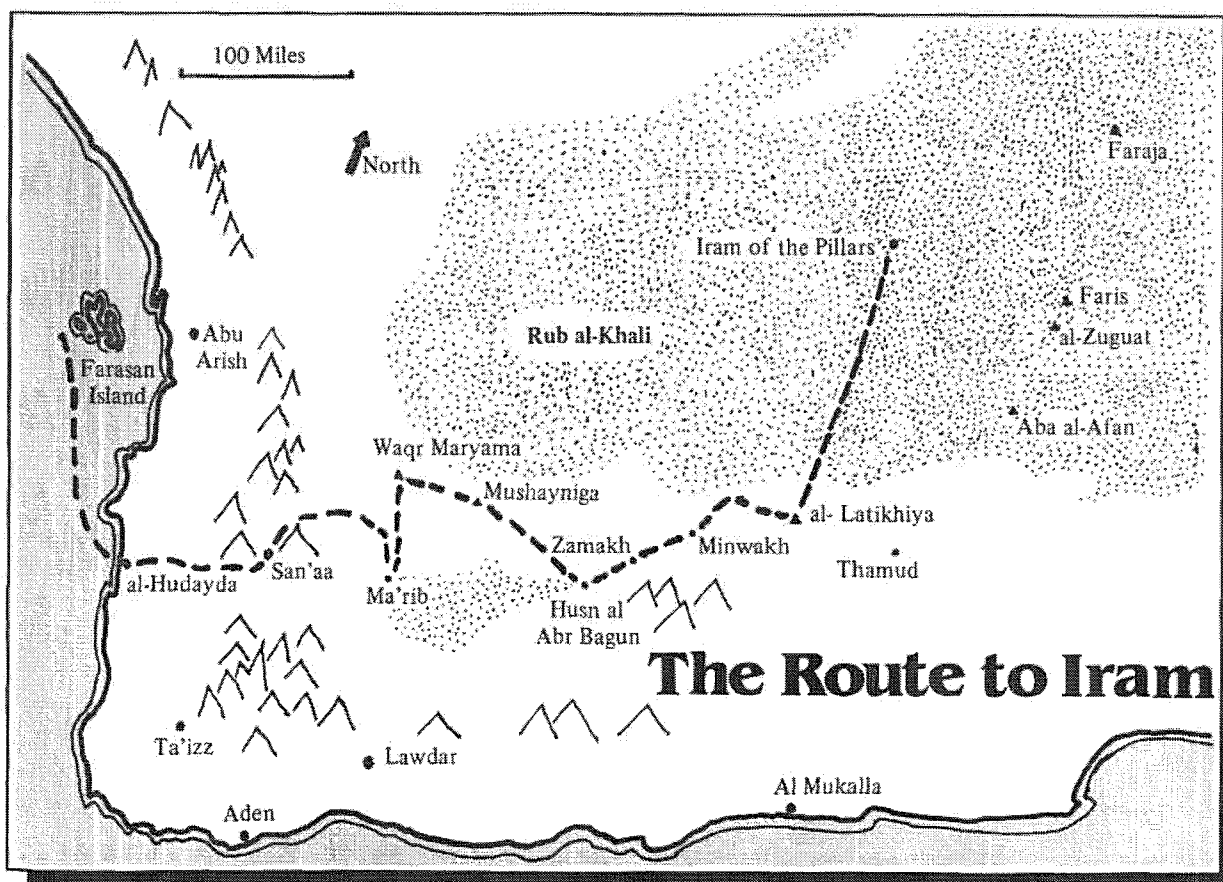 100 Miles
North
Faraja
Iram of the Pillars
Faris
al-Zuguat
Rub al-Khali
Abu
Arish
Farasan
Island
Aba al-Afan
Waqr Maryama
Mushayniga
al- Latikhiya
Zamakh
Minwakh
Thamud
al-Hudayda
San'aa
Ma'rib
Husn al
Abr Bagun
The Route to Iram
Ta'izz
Lawdar
Al Mukalla
Aden